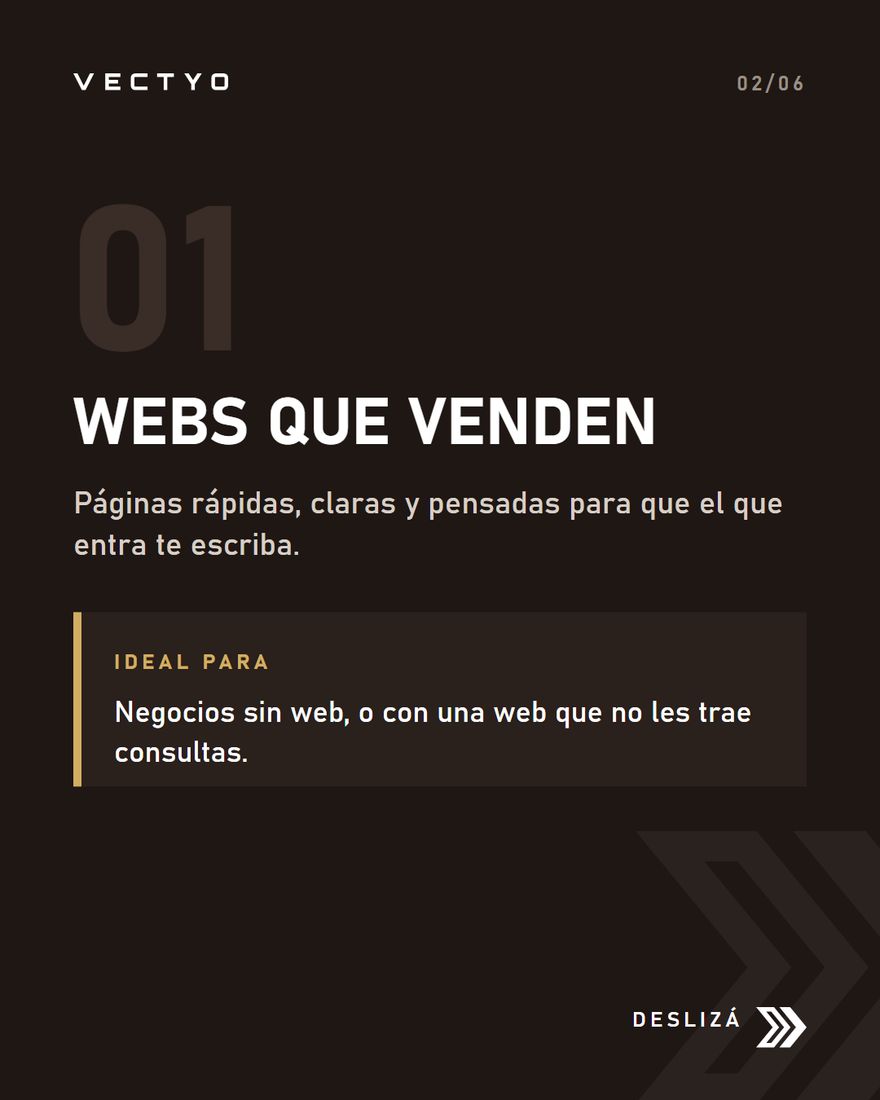 VECTYO
02/06
01
WEBS QUE VENDEN
Páginas rápidas, claras y pensadas para que el que
entra te escriba.
IDEAL PARA
Negocios sin web, o con una web que no les trae
consultas.
DESLIZÁ